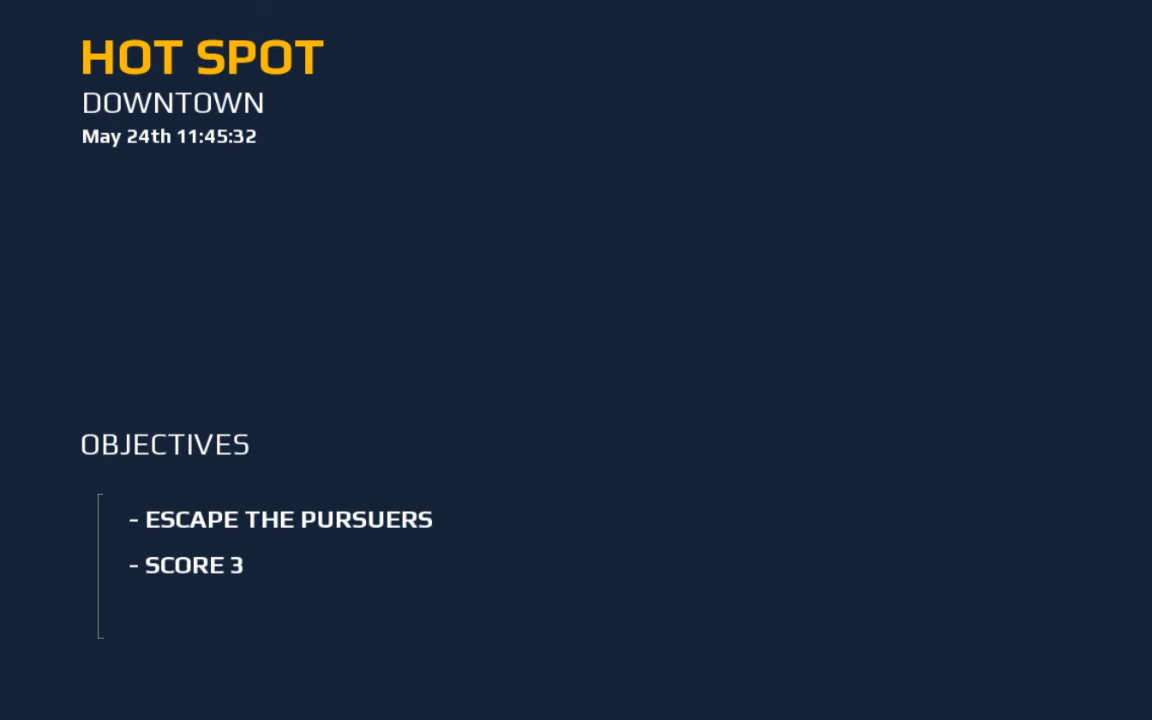 HOT SPOT
DOWNTOWN
May 24th 11:45:32
OBJECTIVES
- ESCAPE THE PURSUERS
- SCORE 3